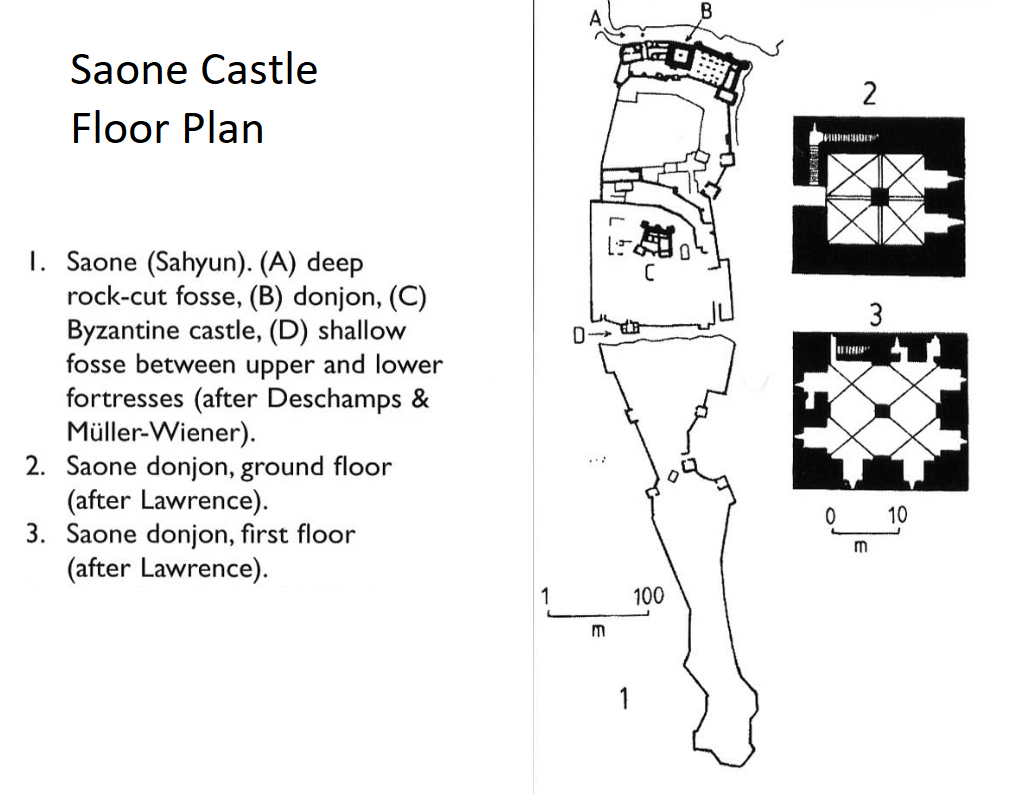 Saone Castle
Floor Plan
1. Saone (Sahyun). (A) deep
rock-cut fosse, (B) donjon, (C)
Byzantine castle, (D) shallow
fosse between upper and lower
fortresses (after Deschamps &
Müller-Wiener).
2. Saone donjon, ground floor
(after Lawrence).
3. Saone donjon, first floor
(after Lawrence).
A
B
C
D
1 100
m
1
2
3
0 10
m